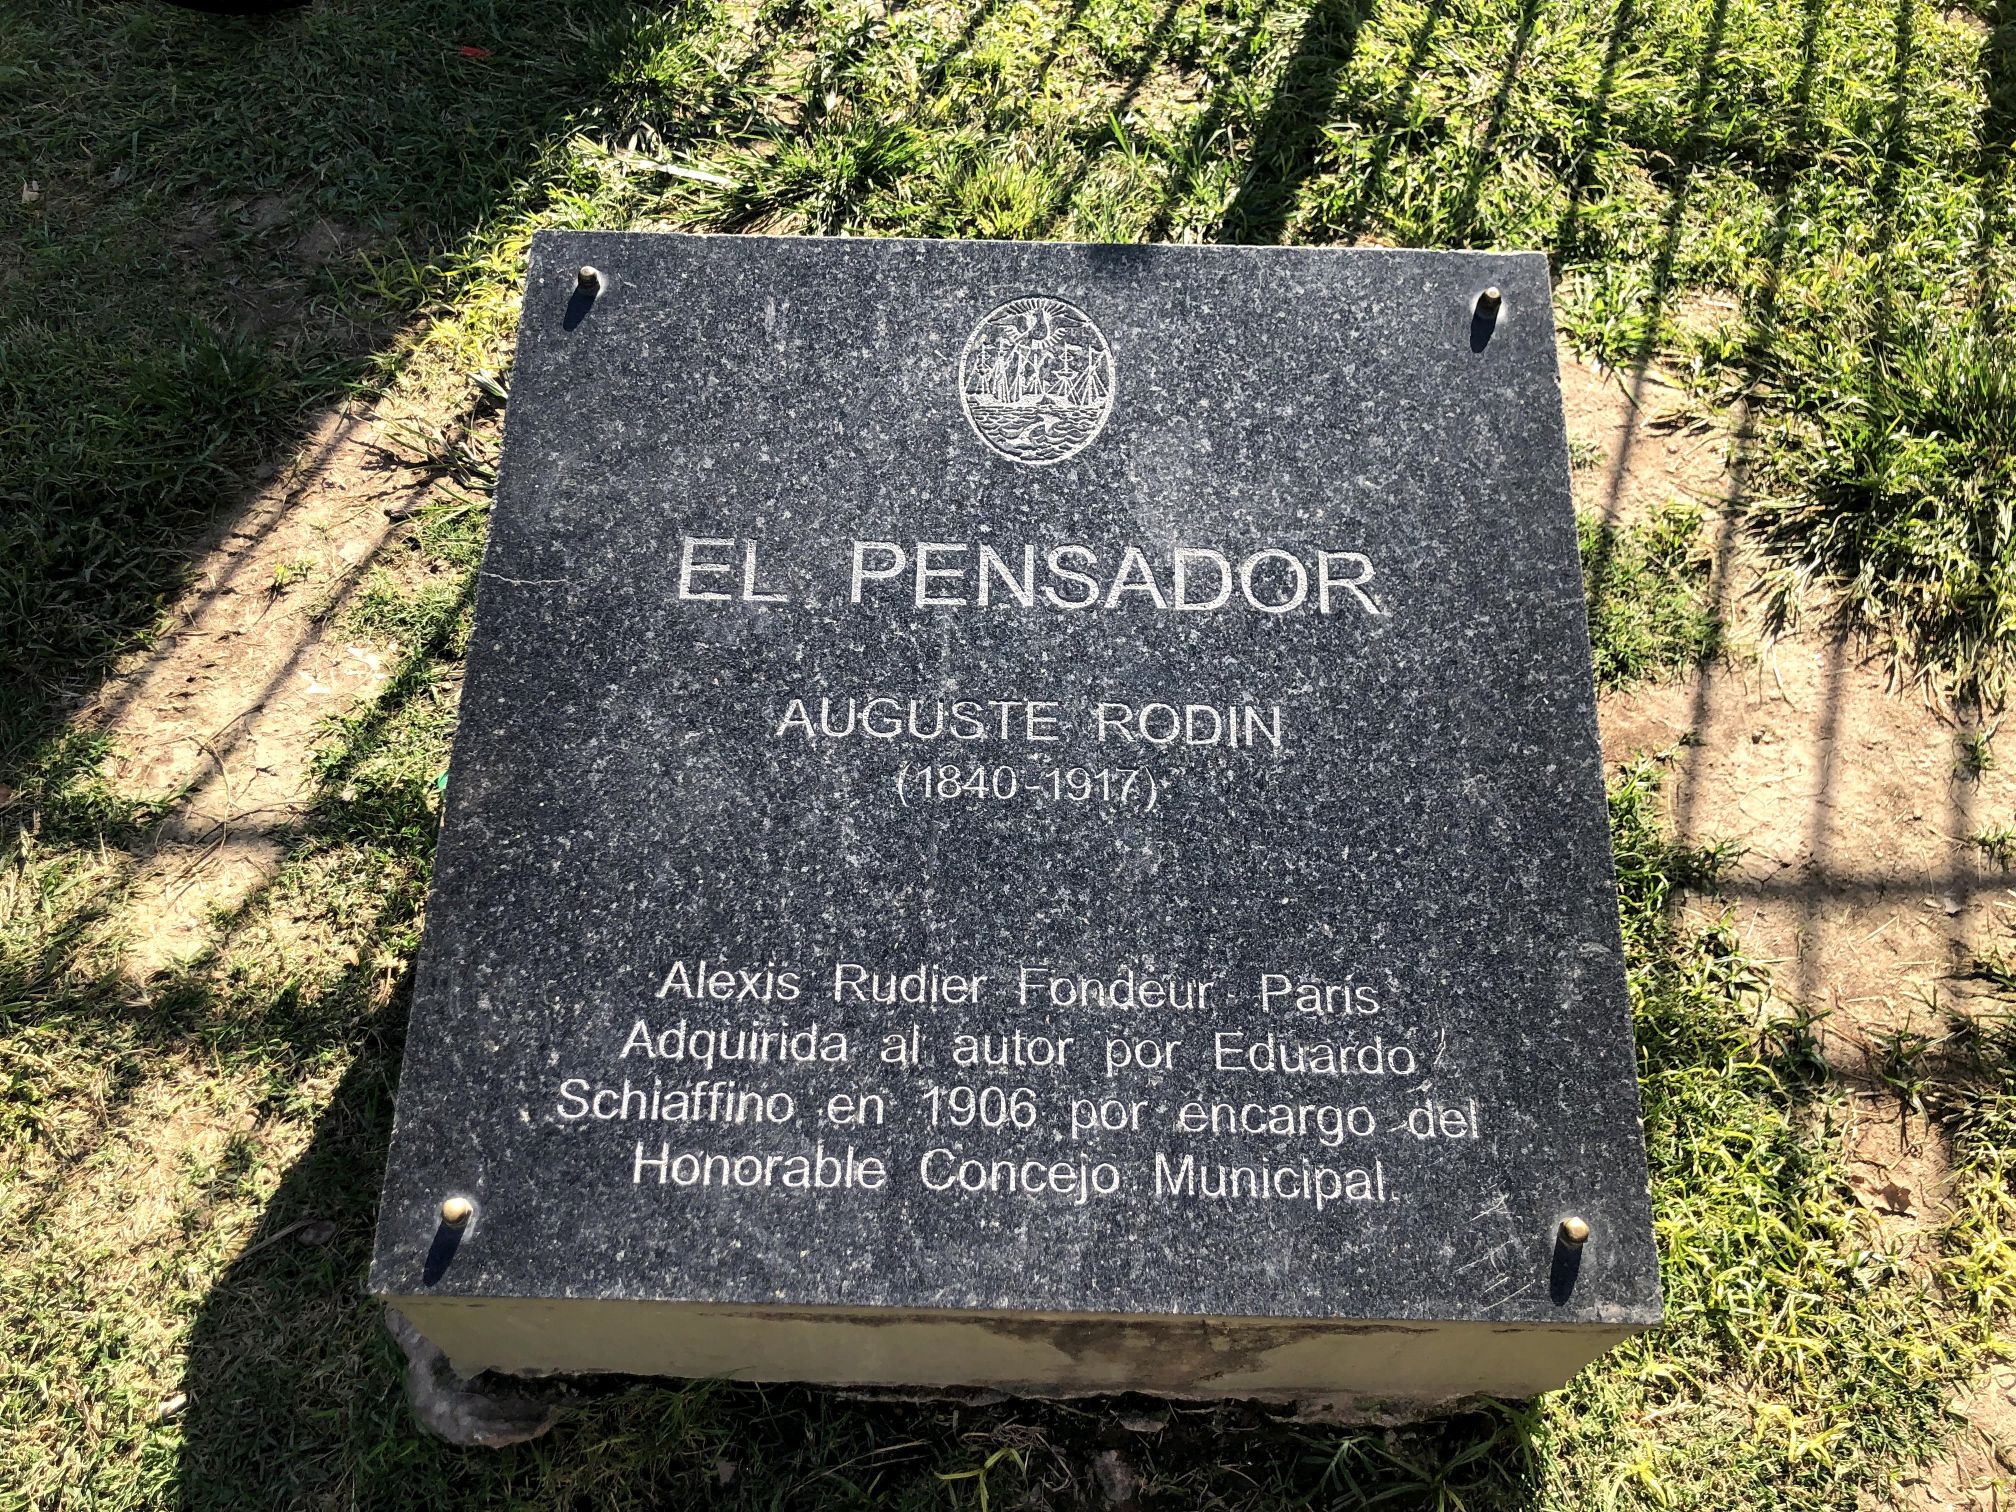 EL PENSADOR
AUGUSTE RODIN
(1840-1917)
Alexis Rudier Fondeur París
Adquirida al autor por Eduardo
Schiaffino en 1906 por encargo del
Honorable Concejo Municipal.